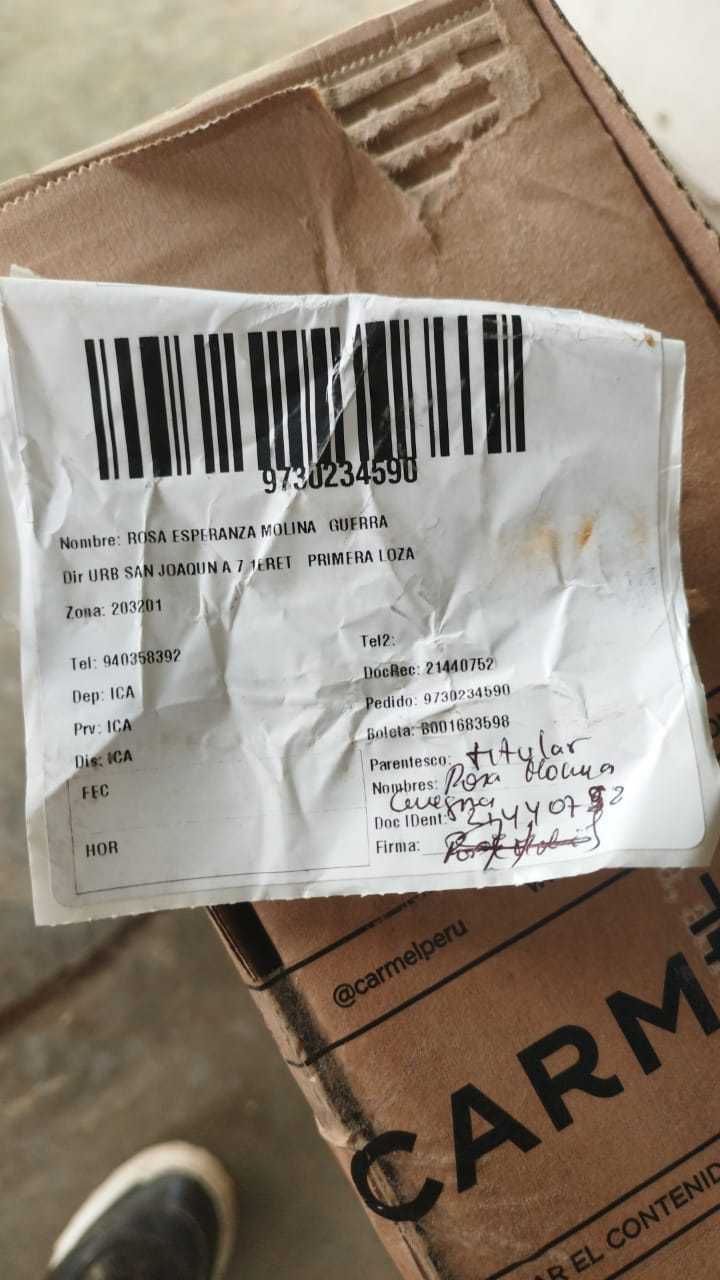 9730234590
Nombre: ROSA ESPERANZA MOLINA GUERRA
Dir URB SAN JOAQUN A 7 1ERET PRIMERA LOZA
Zona: 203201
Tel: 940358392
Tel2:
Dep: ICA
DocRec: 21440752
Prv: ICA
Pedido: 9730234590
Dis: ICA
Boleta: B001683598
FEC
Parentesco: titular
Nombres: Rosa Molina
Doc IDent:
HOR
Firma:
@carmelperu
CARM
AR EL CONTENID